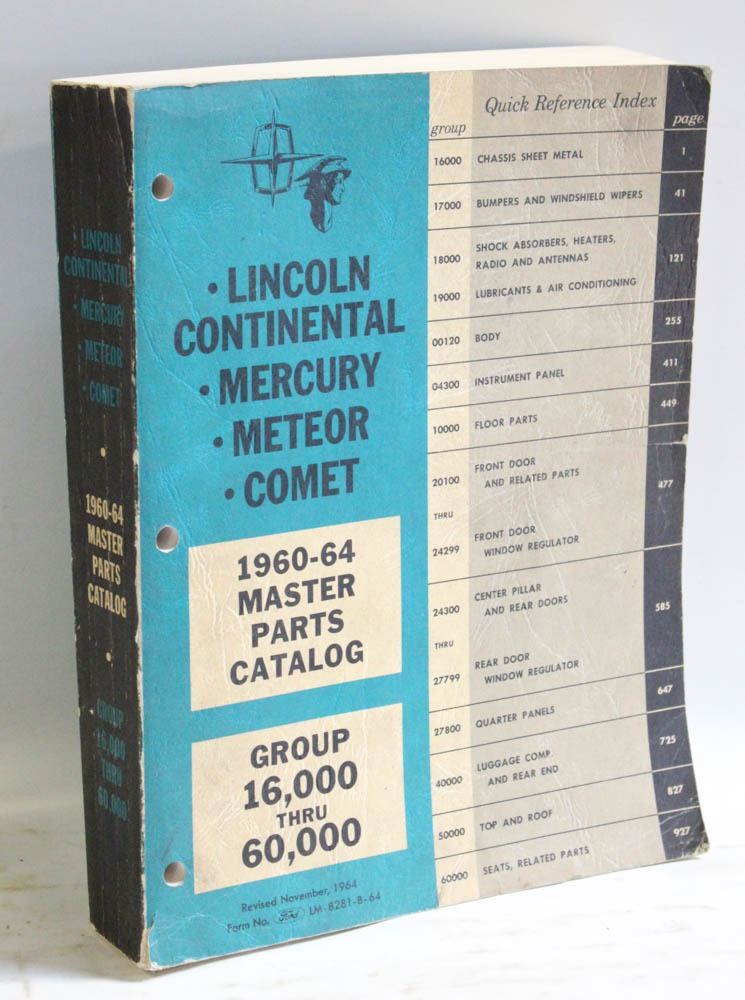 • LINCOLN
CONTINENTAL
• MERCURY
• METEOR
• COMET
•
1960-64
MASTER
PARTS
CATALOG
•
GROUP
16,000
THRU
60,000
• LINCOLN
CONTINENTAL
• MERCURY
• METEOR
• COMET
1960-64
MASTER
PARTS
CATALOG
GROUP
16,000
THRU
60,000
Revised November, 1964
Form No. Ford LM-8281-B-64
Quick Reference Index
group page
16000 CHASSIS SHEET METAL 1
17000 BUMPERS AND WINDSHIELD WIPERS 41
18000 SHOCK ABSORBERS, HEATERS,
RADIO AND ANTENNAS 121
19000 LUBRICANTS & AIR CONDITIONING
00120 BODY 255
04300 INSTRUMENT PANEL 411
10000 FLOOR PARTS 449
20100 FRONT DOOR
AND RELATED PARTS 477
THRU
24299 FRONT DOOR
WINDOW REGULATOR
24300 CENTER PILLAR
AND REAR DOORS 585
THRU
27799 REAR DOOR
WINDOW REGULATOR
27800 QUARTER PANELS 647
40000 LUGGAGE COMP.
AND REAR END 725
50000 TOP AND ROOF 827
60000 SEATS, RELATED PARTS 927